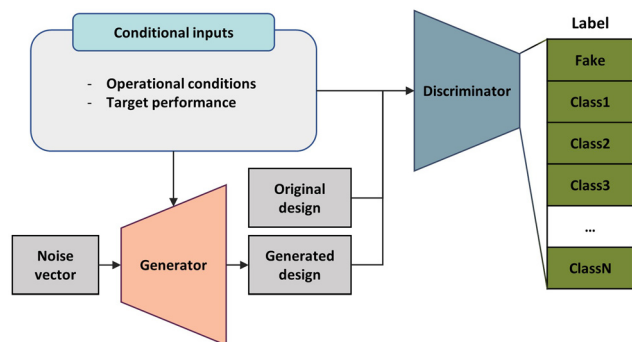 Conditional inputs
- Operational conditions
- Target performance
Noise
vector
Generator
Original
design
Generated
design
Discriminator
Label
Fake
Class1
Class2
Class3
...
ClassN